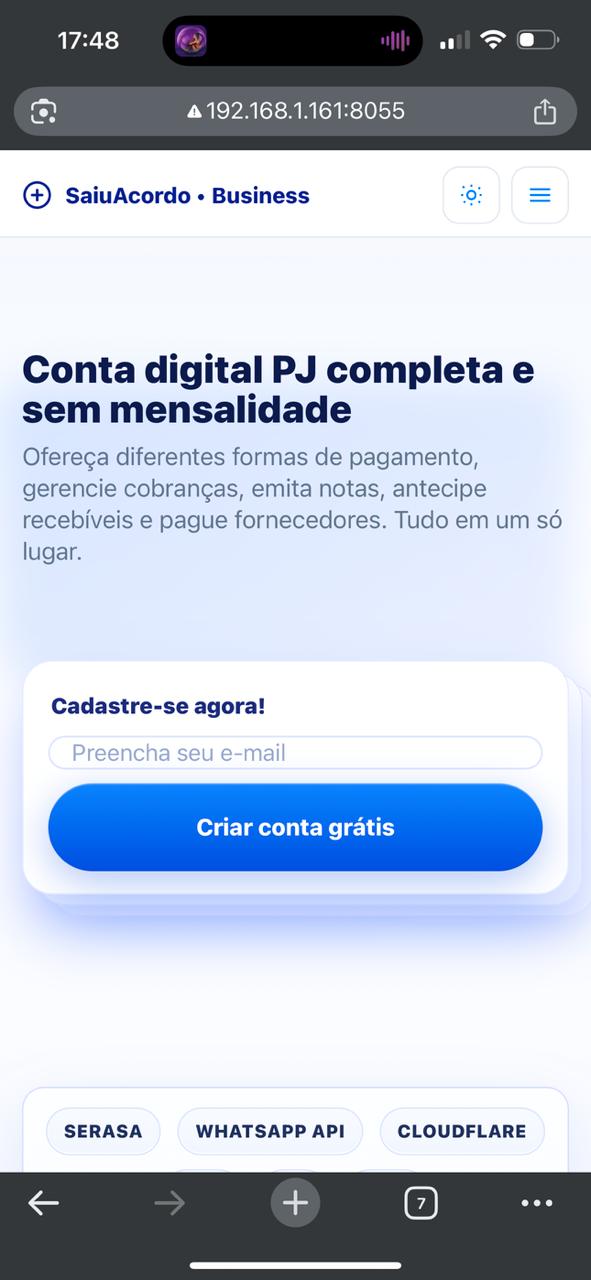 17:48
192.168.1.161:8055
SaiuAcordo • Business
Conta digital PJ completa e
sem mensalidade
Ofereça diferentes formas de pagamento,
gerencie cobranças, emita notas, antecipe
recebíveis e pague fornecedores. Tudo em um só
lugar.
Cadastre-se agora!
Preencha seu e-mail
Criar conta grátis
SERASA WHATSAPP API CLOUDFLARE
7